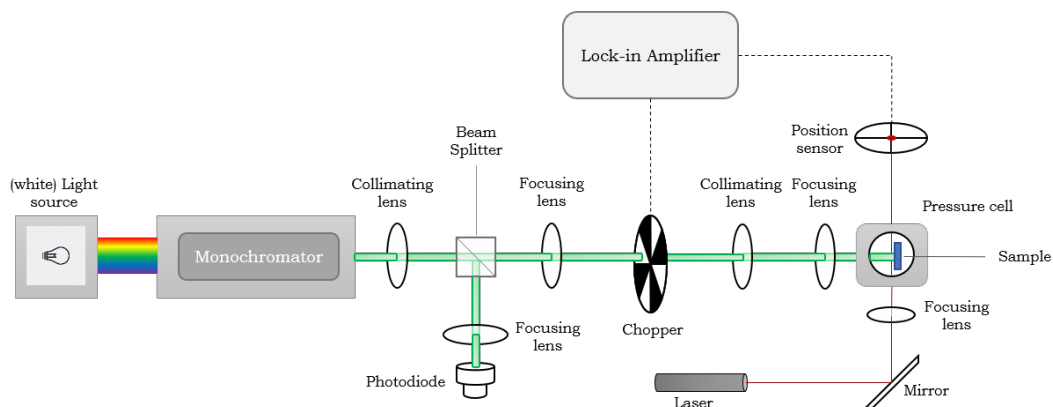 Lock-in Amplifier
Beam
Splitter
Position
sensor
(white) Light
source
Collimating
lens
Focusing
lens
Collimating
lens
Focusing
lens
Pressure cell
Monochromator
Sample
Chopper
Focusing
lens
Focusing
lens
Photodiode
Laser
Mirror